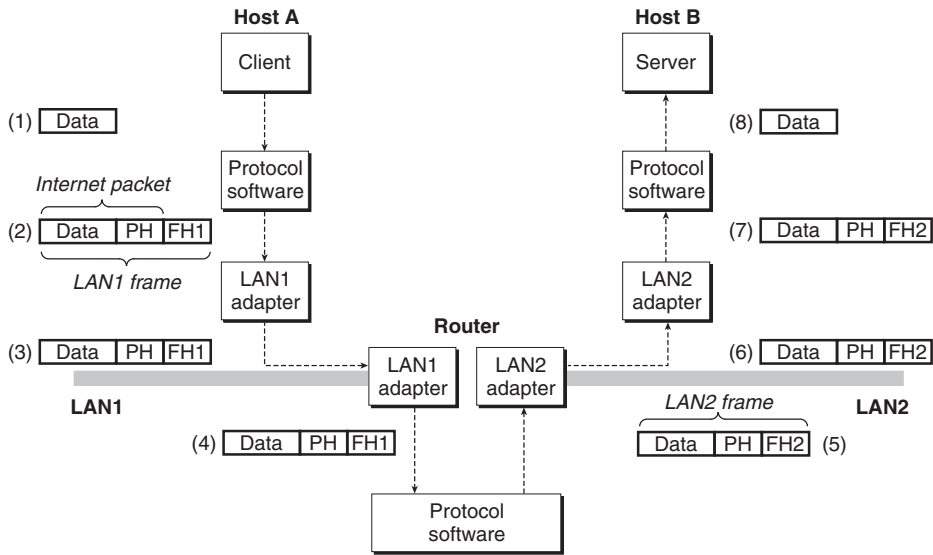 Host A
Host B
Client
Server
(1) Data
(8) Data
Protocol
software
Protocol
software
Internet packet
(2) Data PH FH1
LAN1 frame
(7) Data PH FH2
LAN1
adapter
LAN2
adapter
Router
(3) Data PH FH1
LAN1
adapter
LAN2
adapter
(6) Data PH FH2
LAN1
LAN2
LAN2 frame
(4) Data PH FH1
Data PH FH2 (5)
Protocol
software